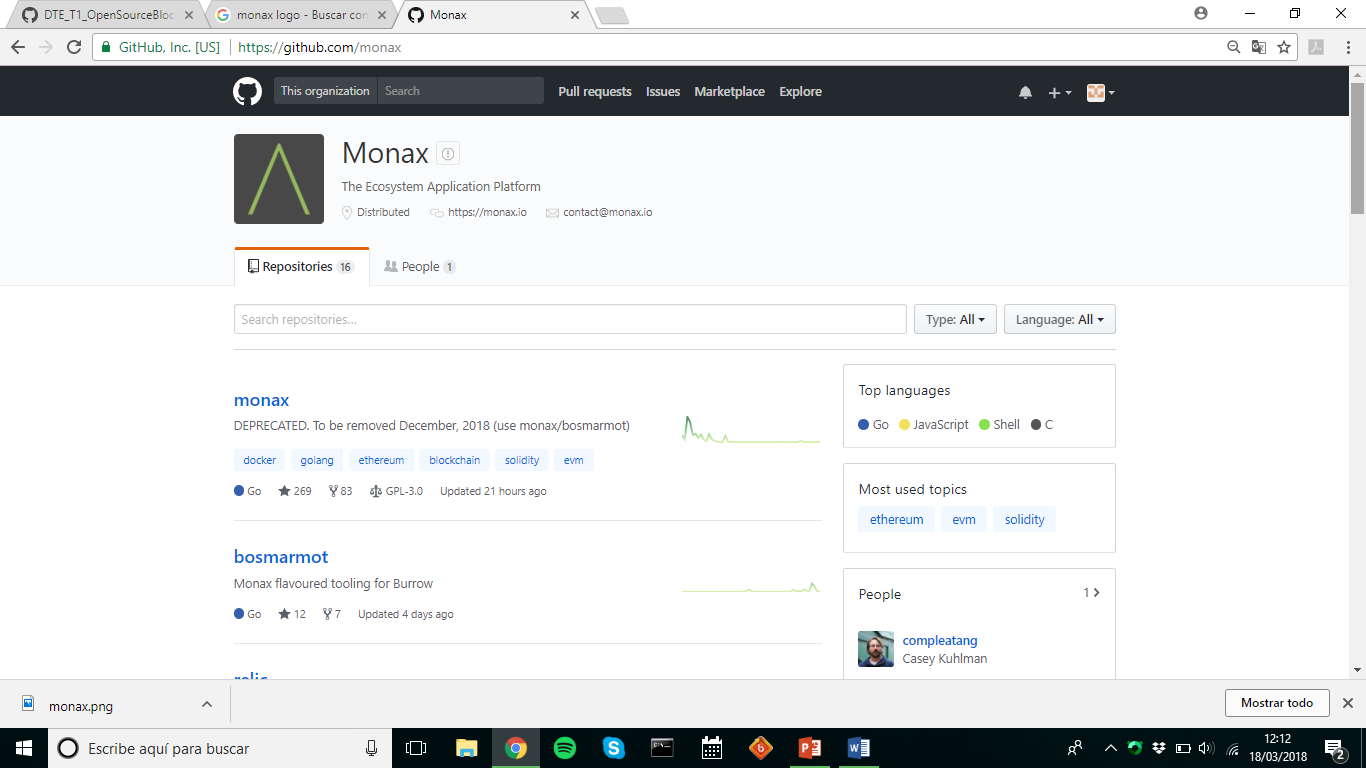 DTE_T1_OpenSourceBloc
monax logo - Buscar con
Monax
GitHub, Inc. [US] https://github.com/monax
This organization Search Pull requests Issues Marketplace Explore
Monax
The Ecosystem Application Platform
Distributed https://monax.io contact@monax.io
Repositories 16 People 1
Search repositories... Type: All Language: All
monax
DEPRECATED. To be removed December, 2018 (use monax/bosmarmot)
docker golang ethereum blockchain solidity evm
Go 269 83 GPL-3.0 Updated 21 hours ago
bosmarmot
Monax flavoured tooling for Burrow
Go 12 7 Updated 4 days ago
relic
Top languages
Go JavaScript Shell C
Most used topics
ethereum evm solidity
People 1
compleatang
Casey Kuhlman
monax.png Mostrar todo
Escribe aquí para buscar
12:12
18/03/2018
2